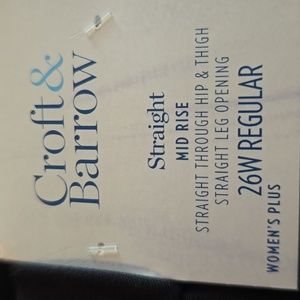 Croft&
Barrow
Straight
MID RISE
STRAIGHT THROUGH HIP & THIGH
STRAIGHT LEG OPENING
26W REGULAR
WOMEN'S PLUS